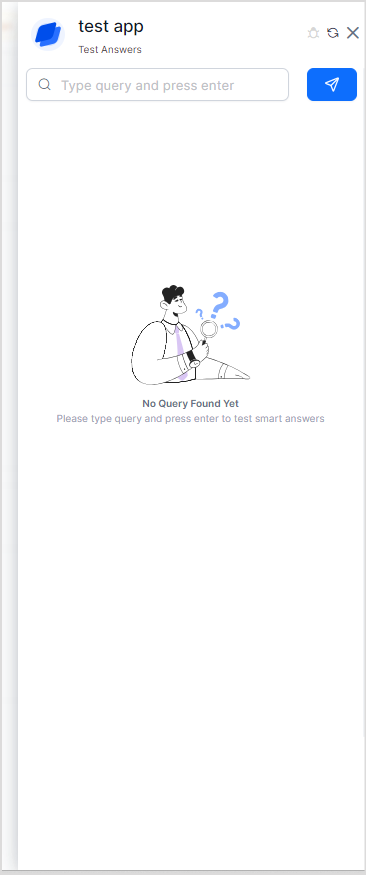 test app
Test Answers
Type query and press enter
No Query Found Yet
Please type query and press enter to test smart answers